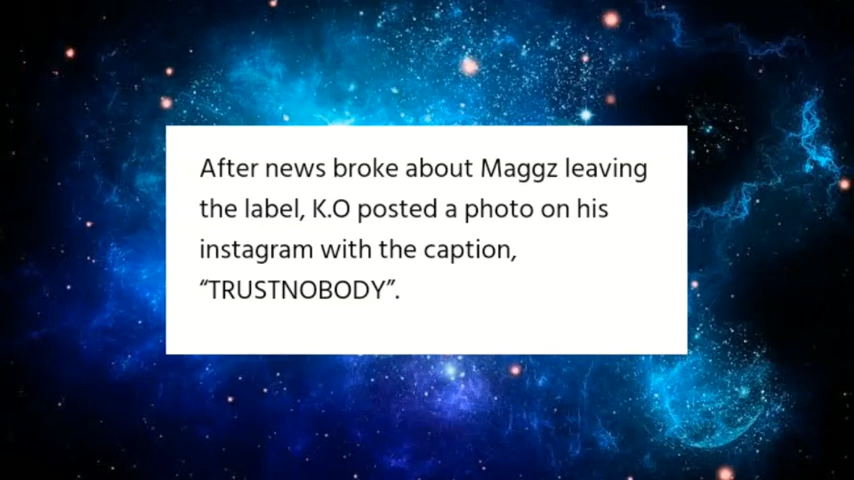 After news broke about Maggz leaving
the label, K.O posted a photo on his
instagram with the caption,
“TRUSTNOBODY”.